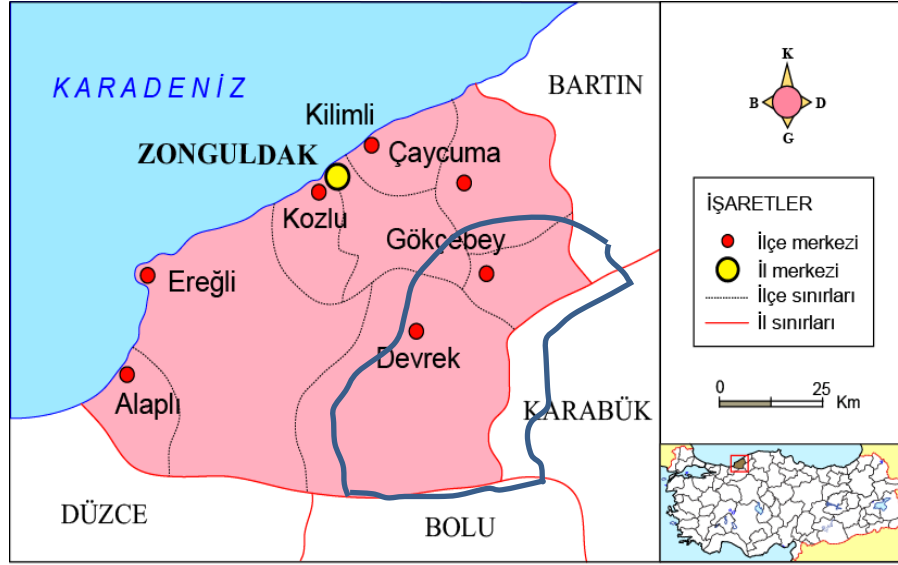 KARADENİZ
BARTIN
Kilimli
ZONGULDAK
Çaycuma
Kozlu
Gökçebey
Ereğli
Devrek
Alaplı
KARABÜK
DÜZCE
BOLU
K
B
D
G
İŞARETLER
İlçe merkezi
İl merkezi
İlçe sınırları
İl sınırları
0 25
Km